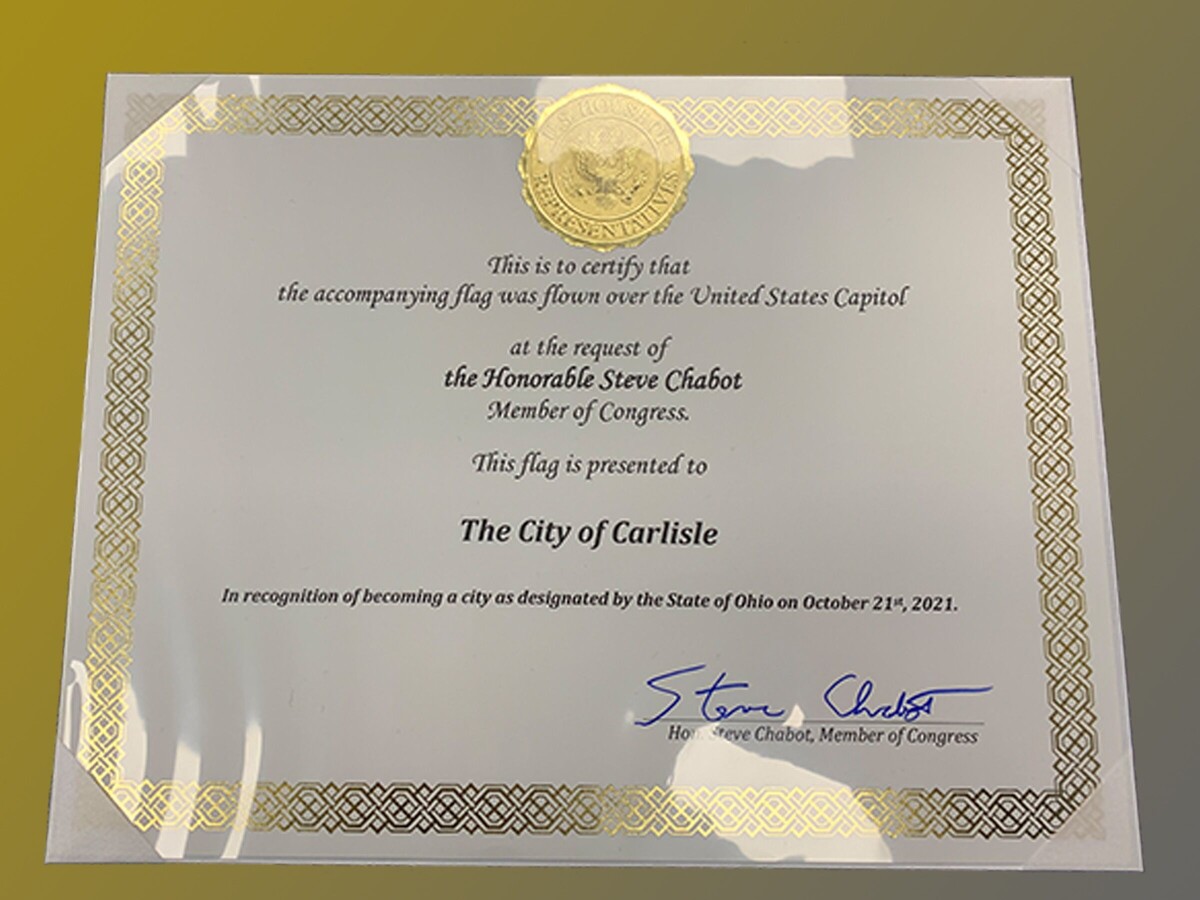 U.S. HOUSE OF
REPRESENTATIVES
This is to certify that
the accompanying flag was flown over the United States Capitol
at the request of
the Honorable Steve Chabot
Member of Congress.
This flag is presented to
The City of Carlisle
In recognition of becoming a city as designated by the State of Ohio on October 21st, 2021.
Steve Chabot
Hon. Steve Chabot, Member of Congress